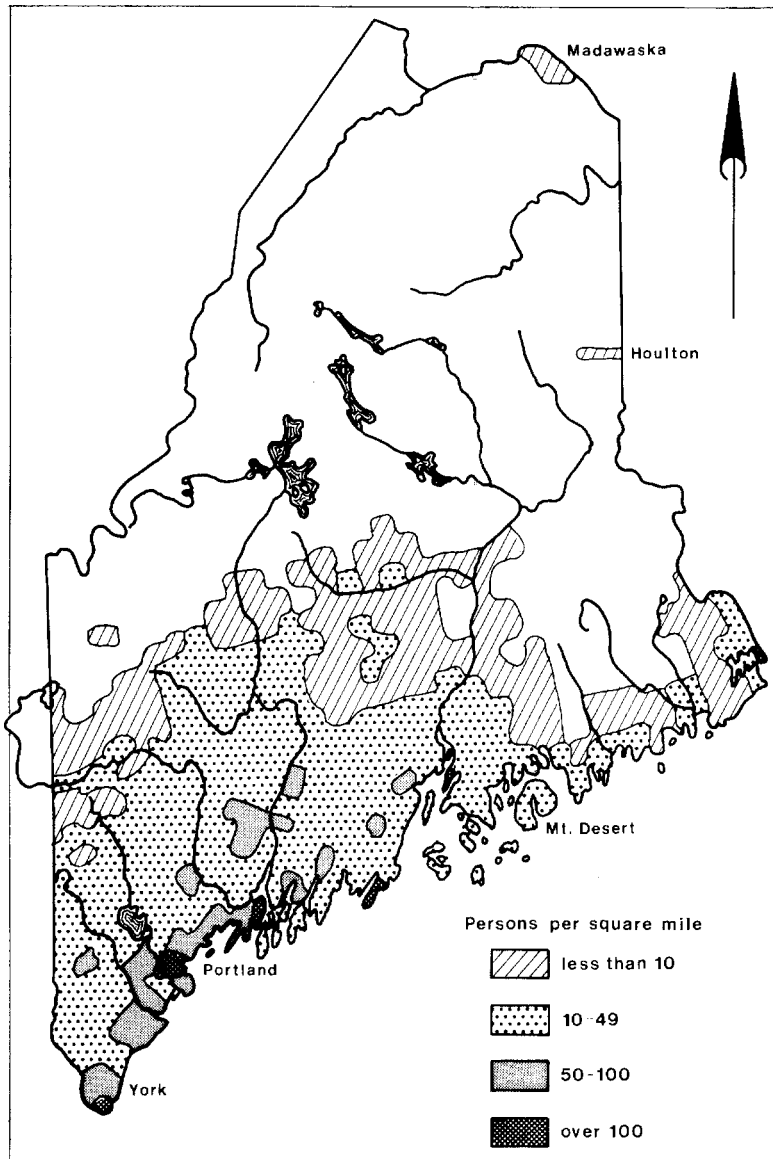 Madawaska
Houlton
Mt. Desert
Portland
York
Persons per square mile
less than 10
10-49
50-100
over 100